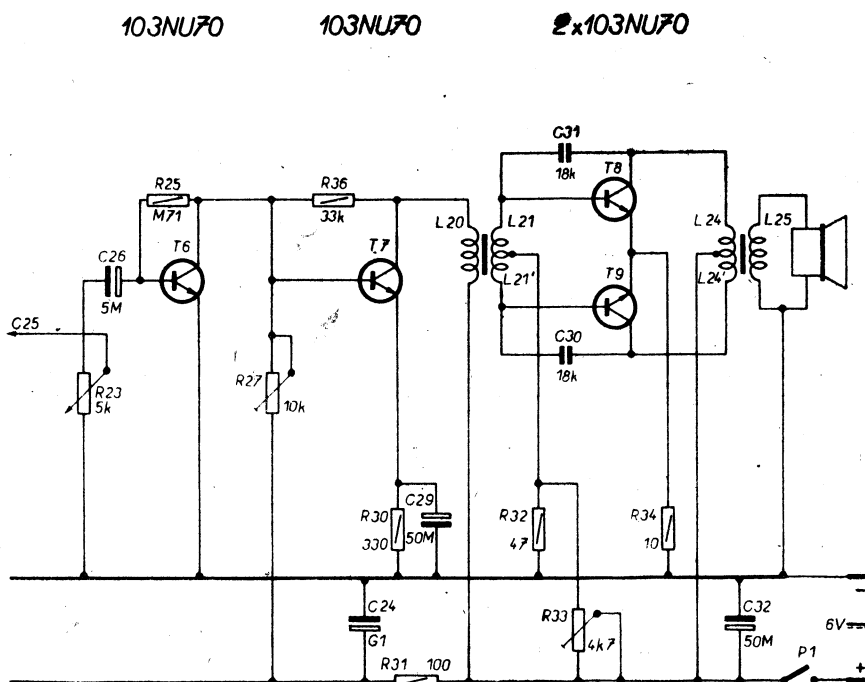 103NU70 103NU70 2x103NU70
C31
18k
T8
R25
M71
R36
33k
L20
L21
L24
L25
T6
T7
C26
5M
L21'
T9
L24'
C25
C30
18k
R23
5k
R27
10k
C29
50M
R30
330
R32
47
R34
10
C24
G1
R33
4k7
C32
50M
-
6V
P1
R31 100
+